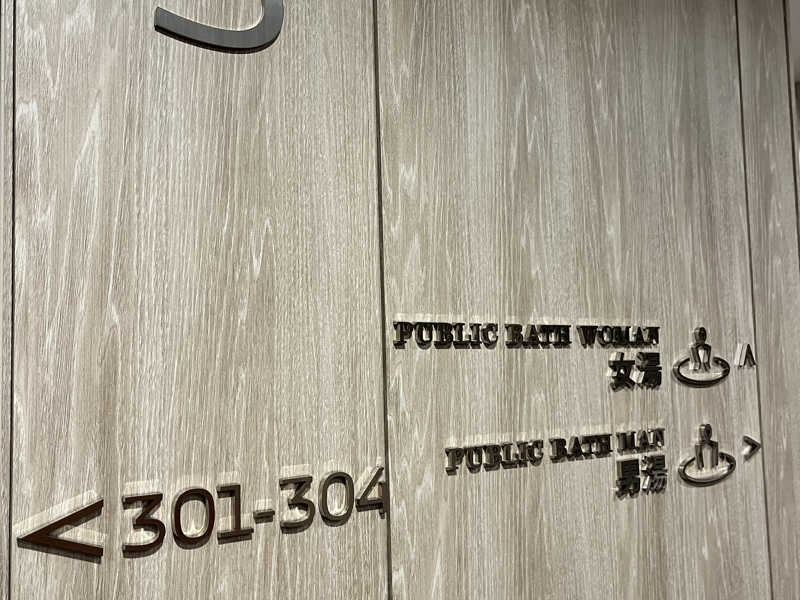 PUBLIC BATH WOMAN
女湯
PUBLIC BATH MAN
男湯
< 301-304